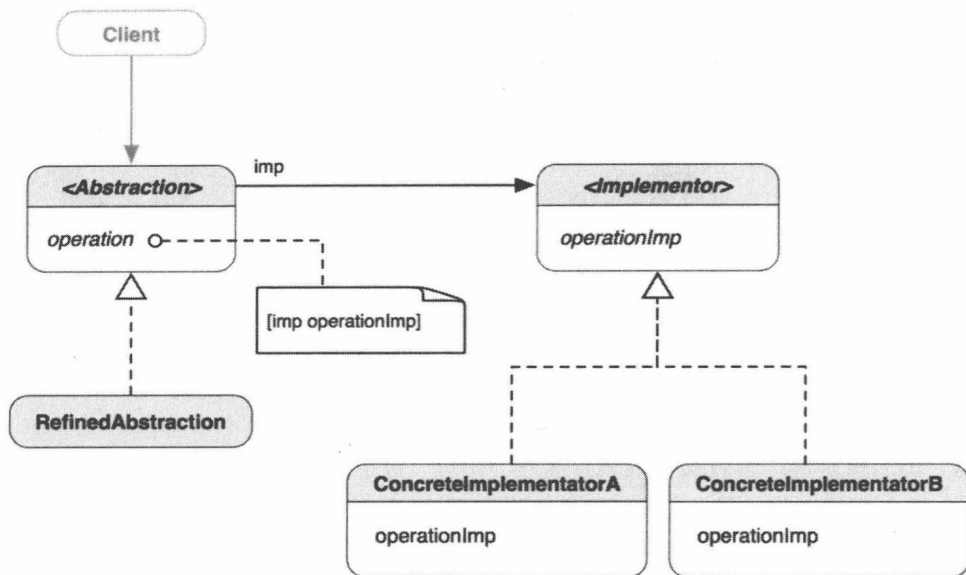 Client
imp
<Abstraction>
<Implementor>
operation
operationImp
[imp operationImp]
RefinedAbstraction
ConcreteImplementatorA
ConcreteImplementatorB
operationImp
operationImp